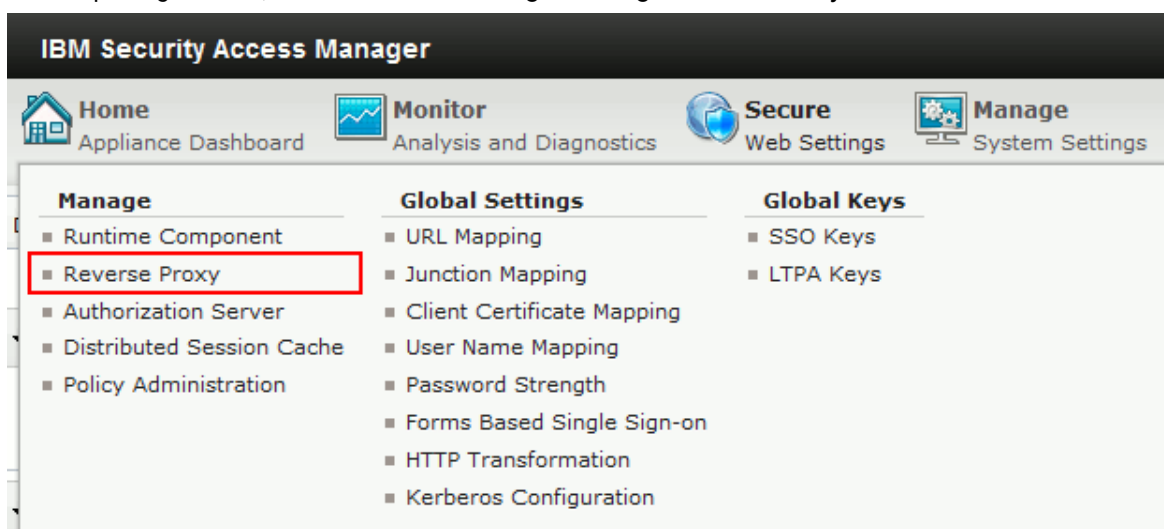 IBM Security Access Manager
Home
Appliance Dashboard
Monitor
Analysis and Diagnostics
Secure
Web Settings
Manage
System Settings
Manage
Runtime Component
Reverse Proxy
Authorization Server
Distributed Session Cache
Policy Administration
Global Settings
URL Mapping
Junction Mapping
Client Certificate Mapping
User Name Mapping
Password Strength
Forms Based Single Sign-on
HTTP Transformation
Kerberos Configuration
Global Keys
SSO Keys
LTPA Keys